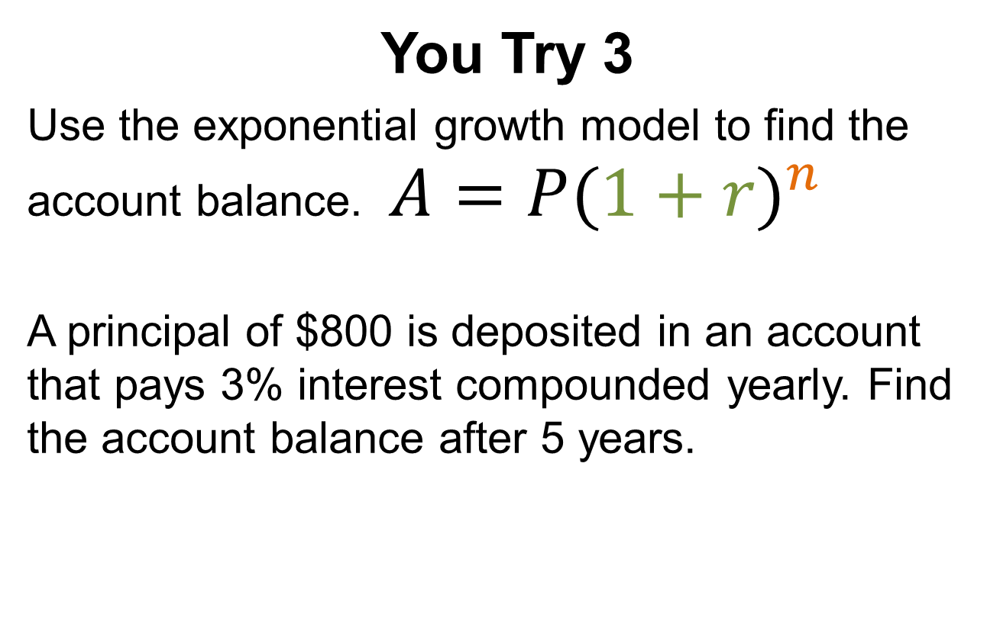 You Try 3
Use the exponential growth model to find the
account balance. A = P(1 + r)ⁿ
A principal of $800 is deposited in an account
that pays 3% interest compounded yearly. Find
the account balance after 5 years.